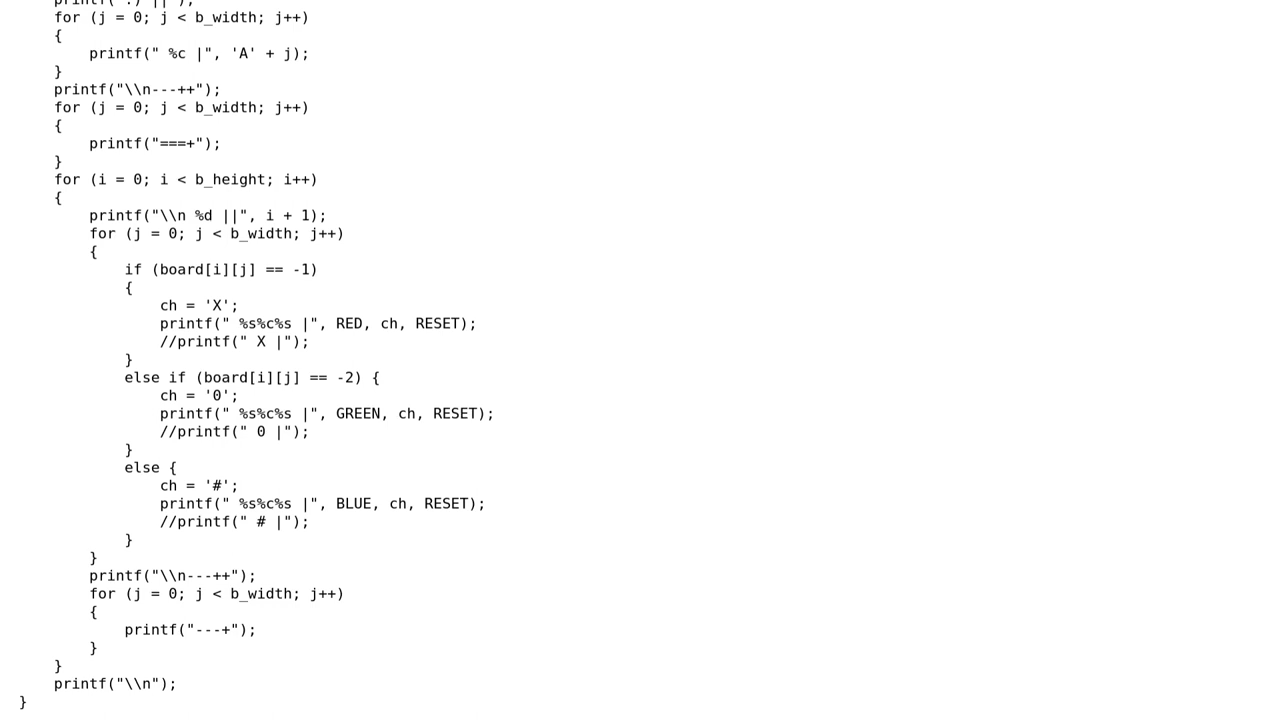 for (j = 0; j < b_width; j++)
{
printf(" %c |", 'A' + j);
}
printf("\\n---++");
for (j = 0; j < b_width; j++)
{
printf("===+");
}
for (i = 0; i < b_height; i++)
{
printf("\\n %d ||", i + 1);
for (j = 0; j < b_width; j++)
{
if (board[i][j] == -1)
{
ch = 'X';
printf(" %s%c%s |", RED, ch, RESET);
//printf(" X |");
}
else if (board[i][j] == -2) {
ch = '0';
printf(" %s%c%s |", GREEN, ch, RESET);
//printf(" 0 |");
}
else {
ch = '#';
printf(" %s%c%s |", BLUE, ch, RESET);
//printf(" # |");
}
}
printf("\\n---++");
for (j = 0; j < b_width; j++)
{
printf("---+");
}
}
printf("\\n");
}